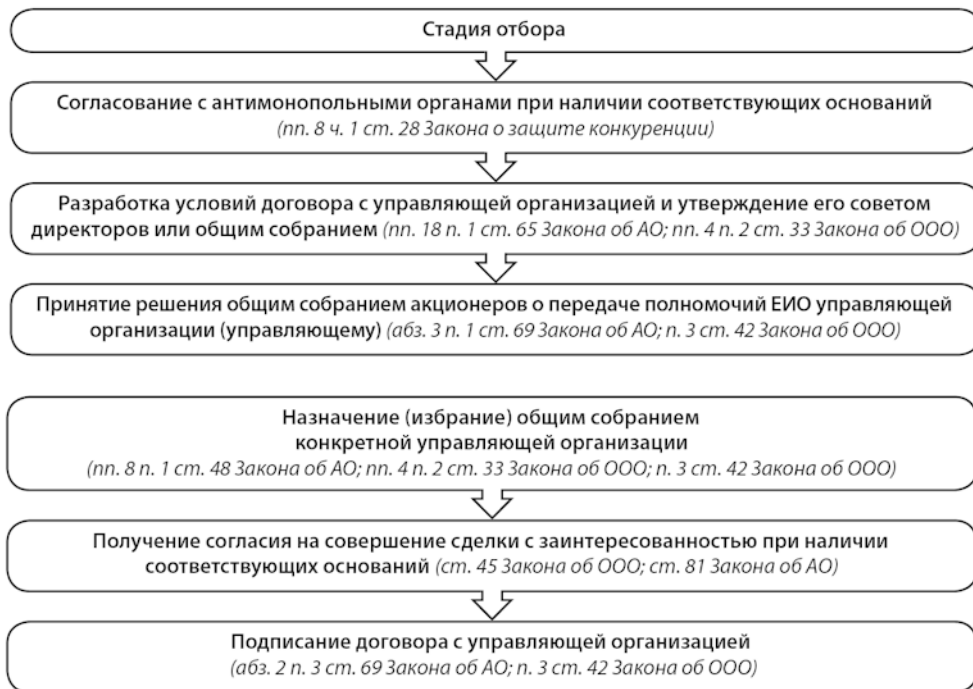 Стадия отбора
Согласование с антимонопольными органами при наличии соответствующих оснований
(пп. 8 ч. 1 ст. 28 Закона о защите конкуренции)
Разработка условий договора с управляющей организацией и утверждение его советом
директоров или общим собранием (пп. 18 п. 1 ст. 65 Закона об АО; пп. 4 п. 2 ст. 33 Закона об ООО)
Принятие решения общим собранием акционеров о передаче полномочий ЕИО управляющей
организации (управляющему) (абз. 3 п. 1 ст. 69 Закона об АО; п. 3 ст. 42 Закона об ООО)
Назначение (избрание) общим собранием
конкретной управляющей организации
(пп. 8 п. 1 ст. 48 Закона об АО; пп. 4 п. 2 ст. 33 Закона об ООО; п. 3 ст. 42 Закона об ООО)
Получение согласия на совершение сделки с заинтересованностью при наличии
соответствующих оснований (ст. 45 Закона об ООО; ст. 81 Закона об АО)
Подписание договора с управляющей организацией
(абз. 2 п. 3 ст. 69 Закона об АО; п. 3 ст. 42 Закона об ООО)